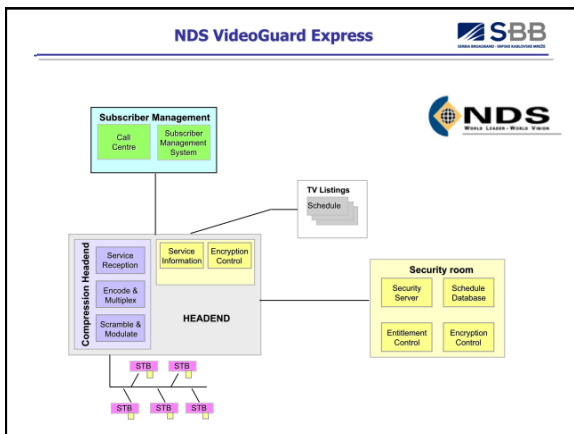 NDS VideoGuard Express
SBB
SERBIA BROADBAND - SRPSKE KABLOVSKE MREŽE
NDS
WORLD LEADER - WORLD VISION
Subscriber Management
Call
Centre
Subscriber
Management
System
TV Listings
Schedule
Compression Headend
Service
Reception
Encode &
Multiplex
Scramble &
Modulate
Service
Information
Encryption
Control
HEADEND
Security room
Security
Server
Schedule
Database
Entitlement
Control
Encryption
Control
STB
STB
STB
STB
STB